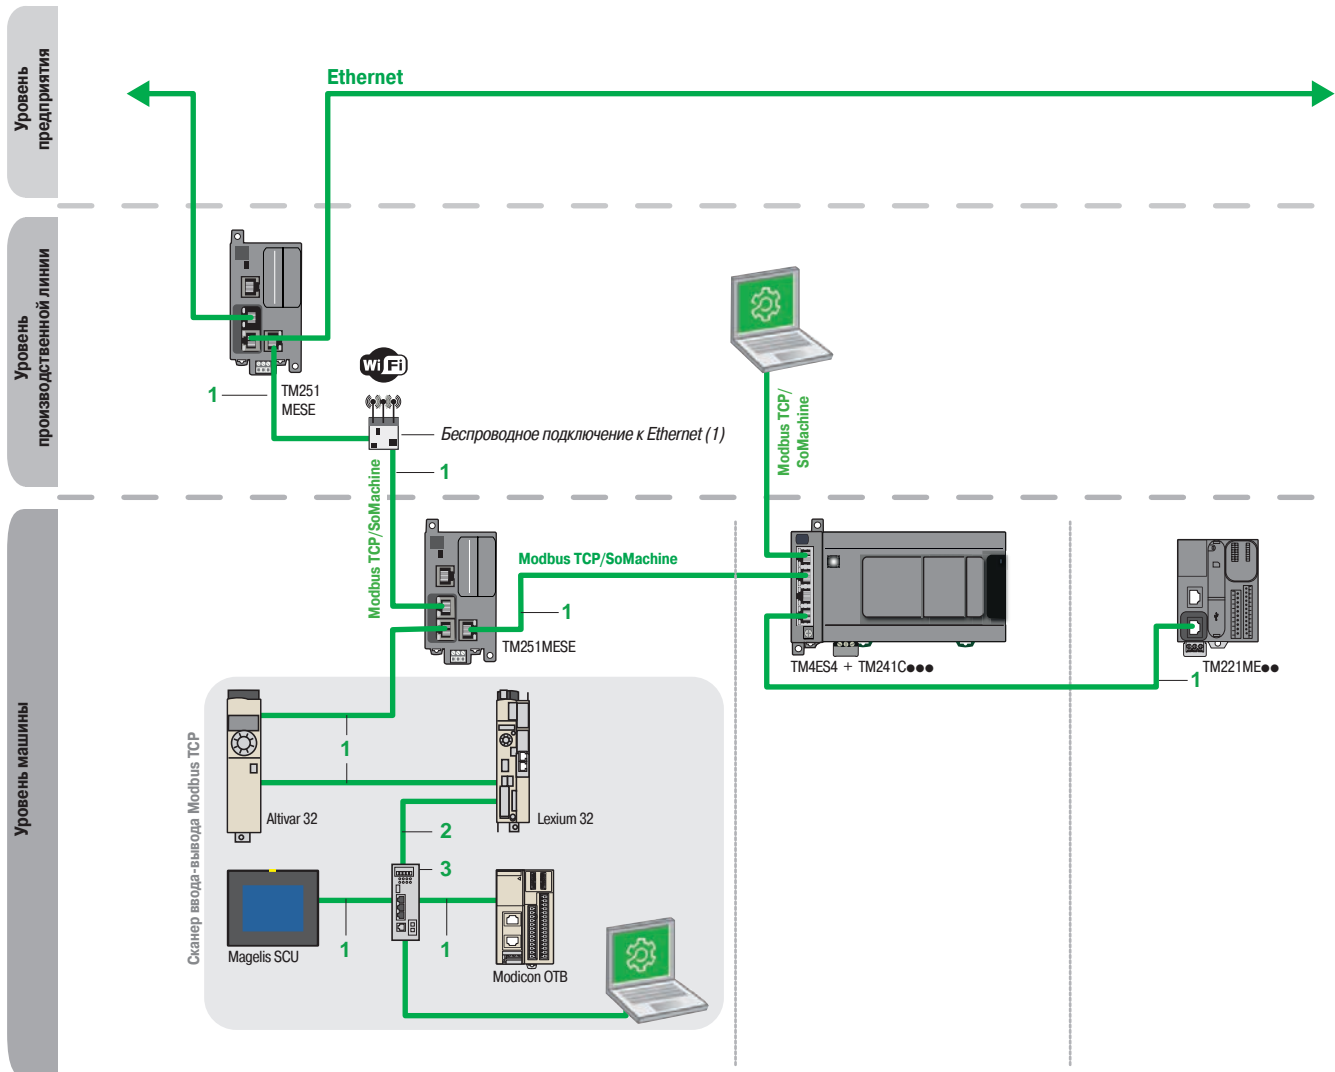 Уровень
предприятия
Ethernet
Уровень
производственной линии
1
TM251
MESE
Wi Fi
Беспроводное подключение к Ethernet (1)
1
Modbus TCP/SoMachine
Modbus TCP/
SoMachine
Уровень машины
Modbus TCP/SoMachine
1
TM251MESE
TM4ES4 + TM241C●●●
TM221ME●●
1
Сканер ввода-вывода Modbus TCP
1
Altivar 32
Lexium 32
2
3
Magelis SCU
1
1
Modicon OTB